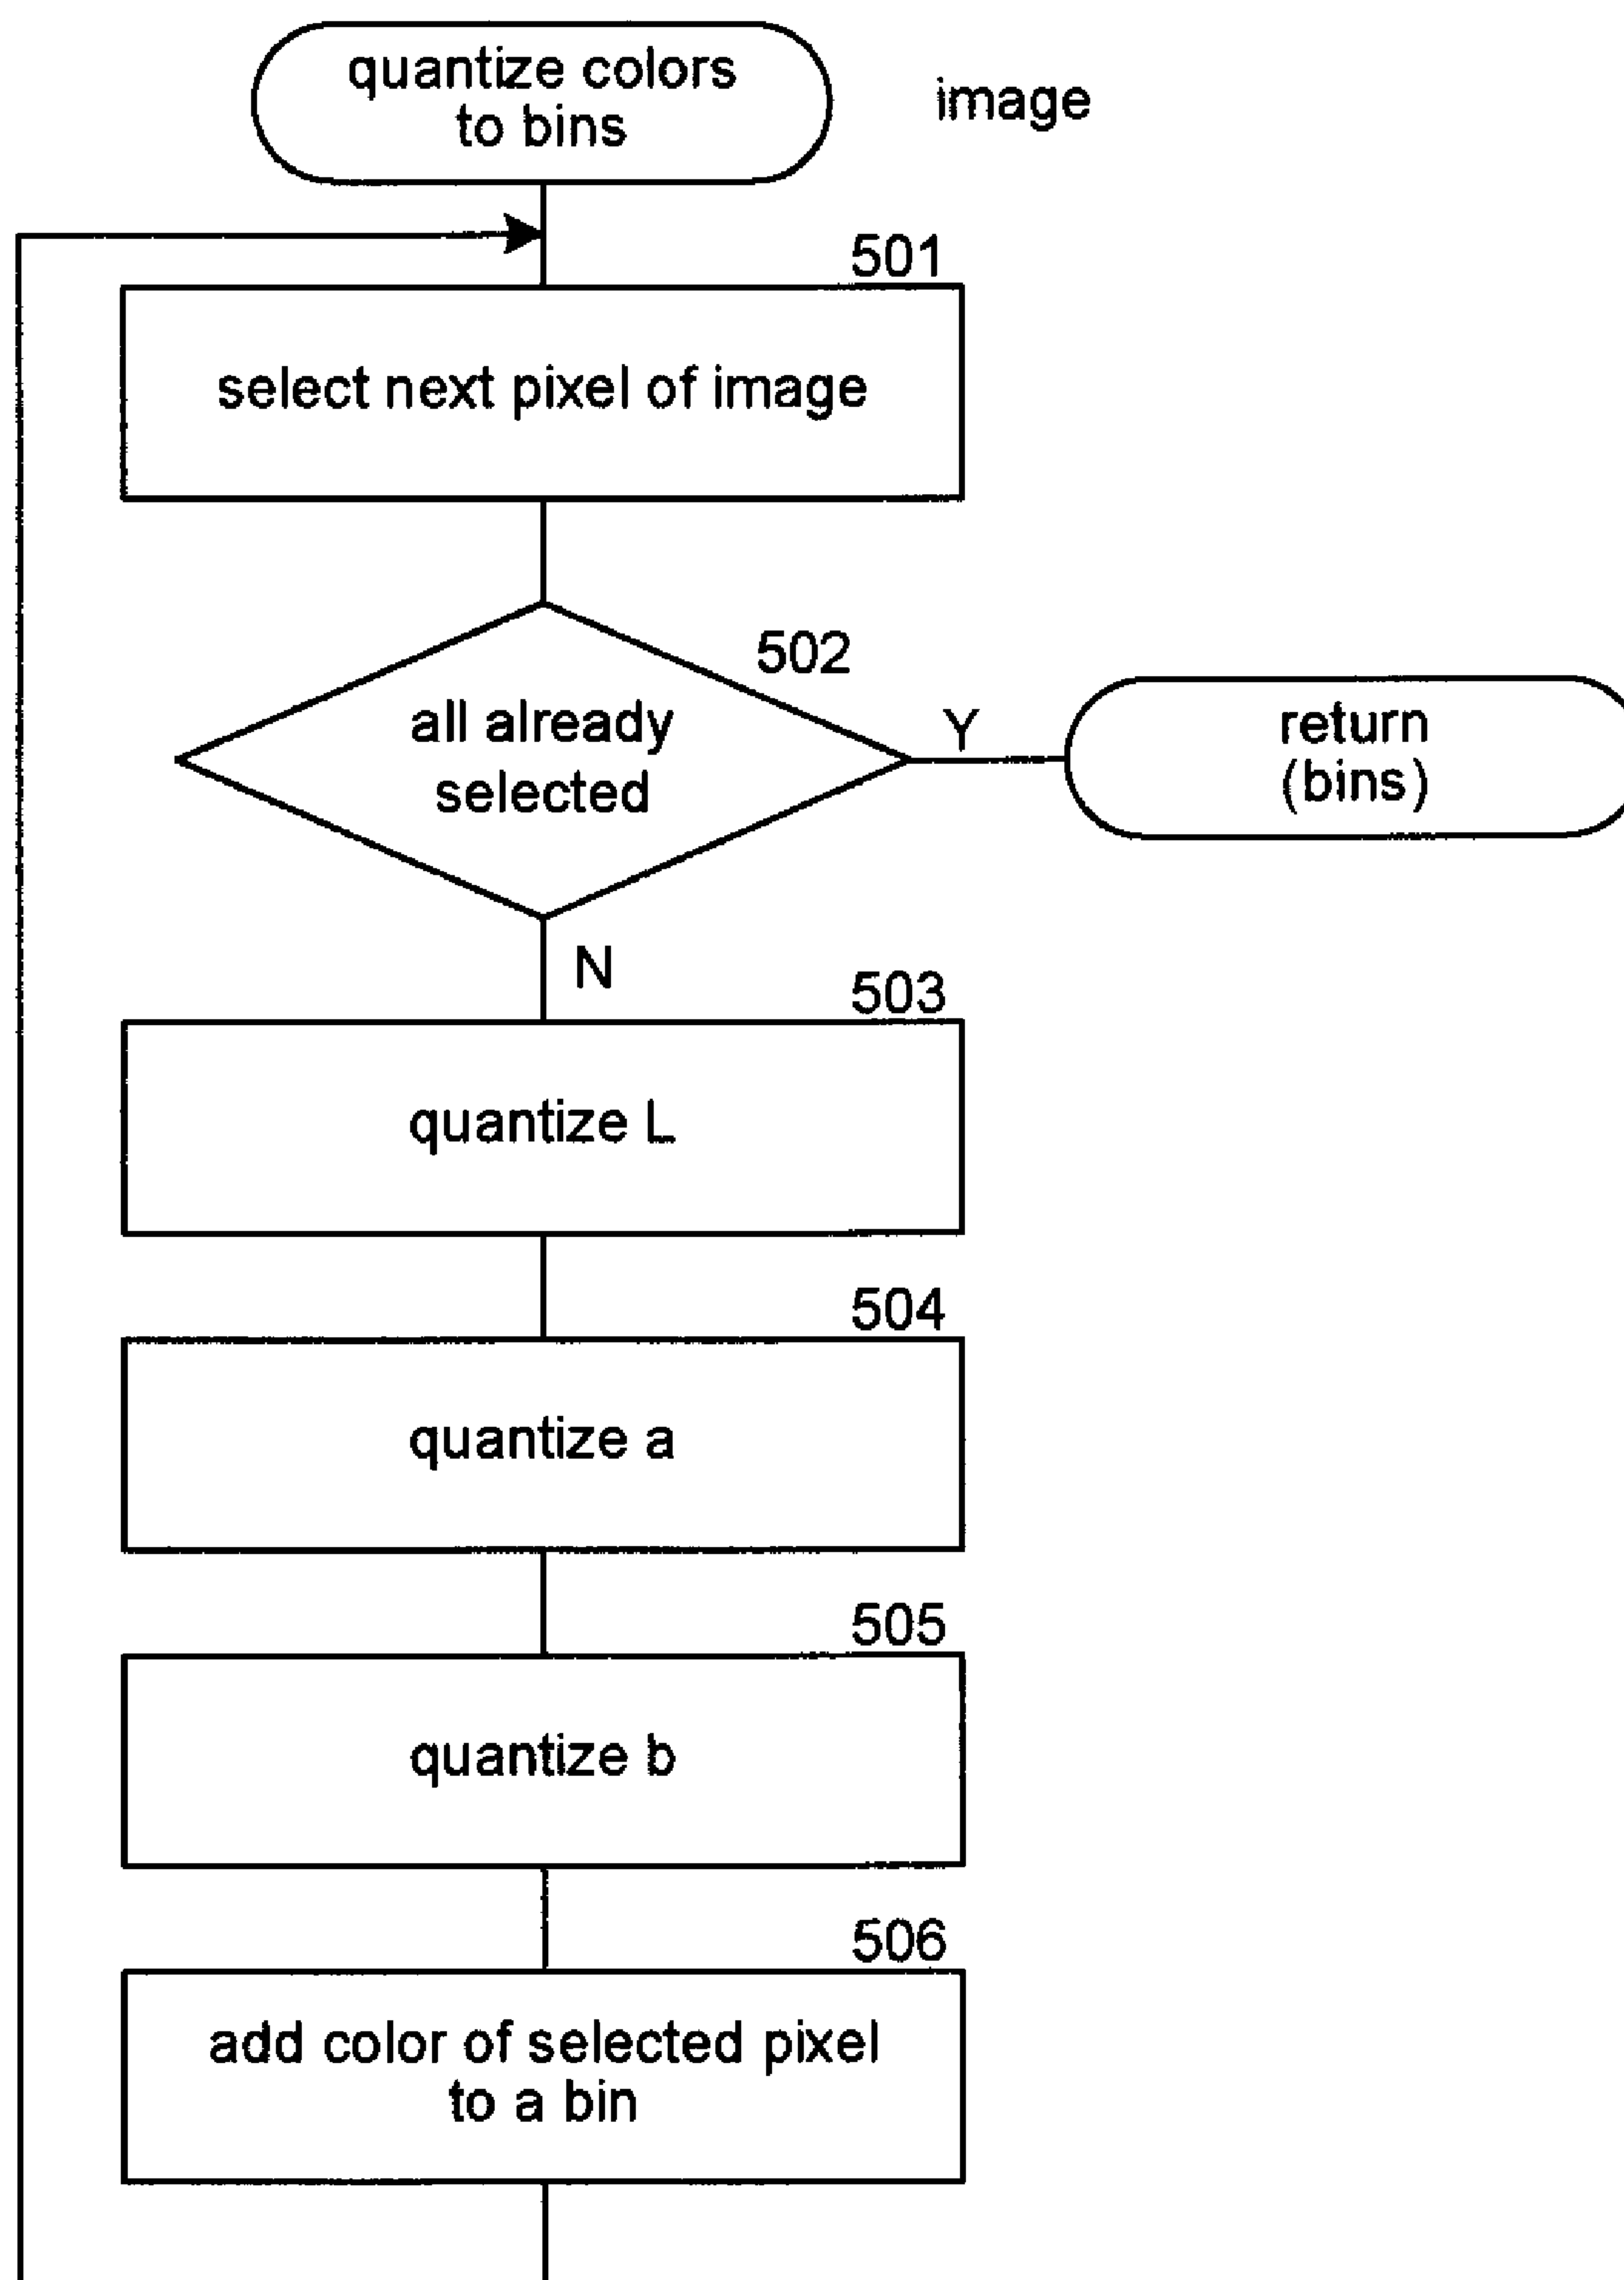 quantize colors
to bins
image
501
select next pixel of image
502
all already
selected
Y
return
(bins)
N
503
quantize L
504
quantize a
505
quantize b
506
add color of selected pixel
to a bin